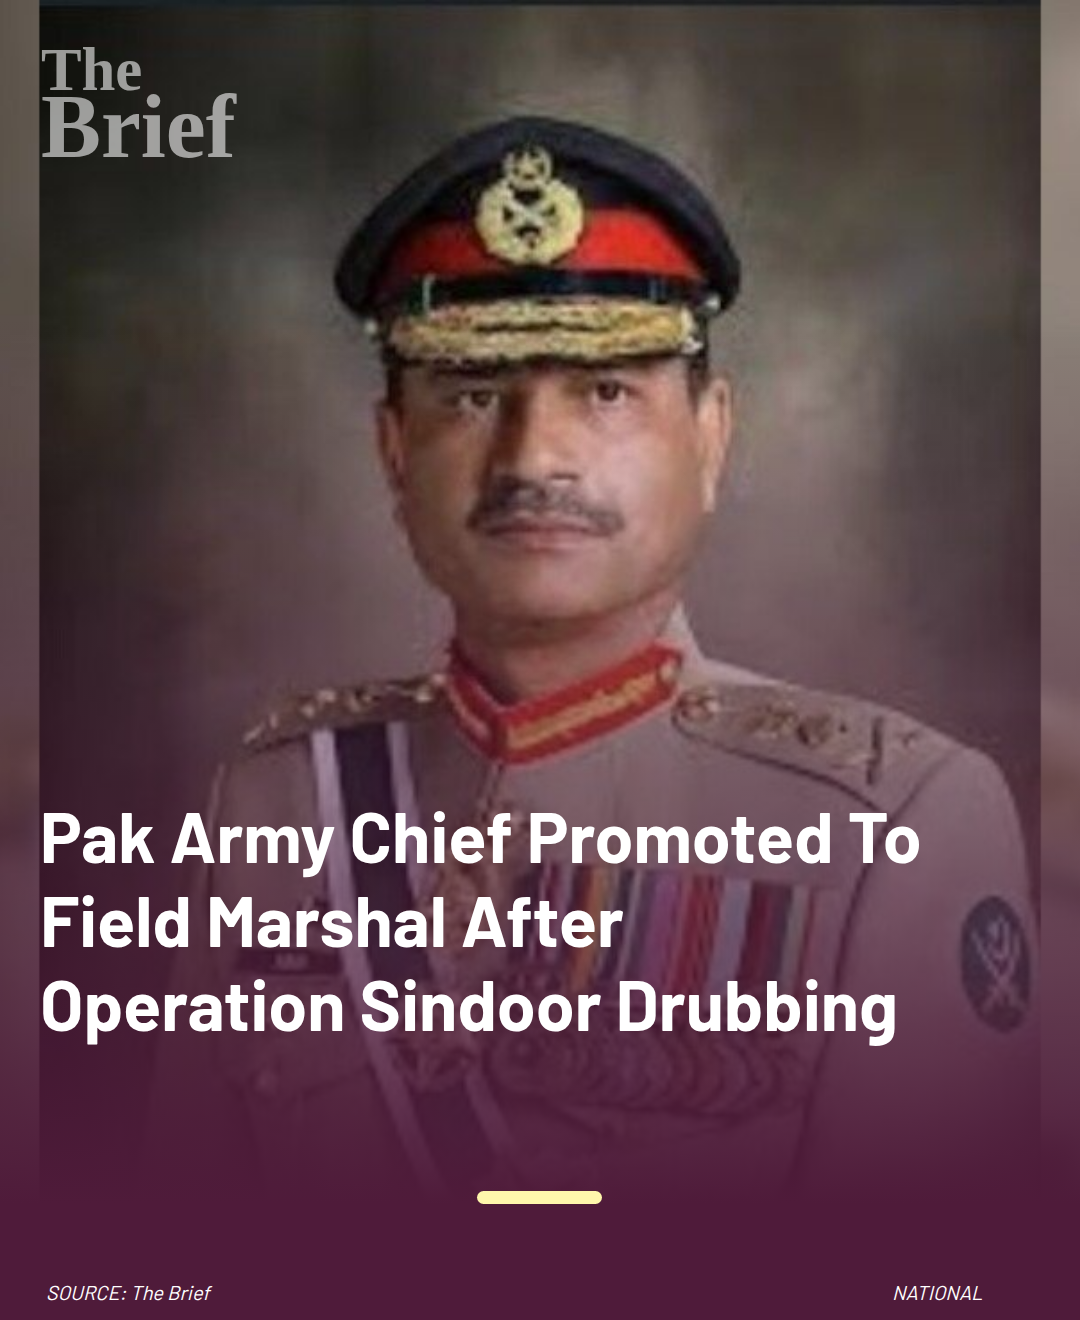 The
Brief
Pak Army Chief Promoted To
Field Marshal After
Operation Sindoor Drubbing
SOURCE: The Brief
NATIONAL